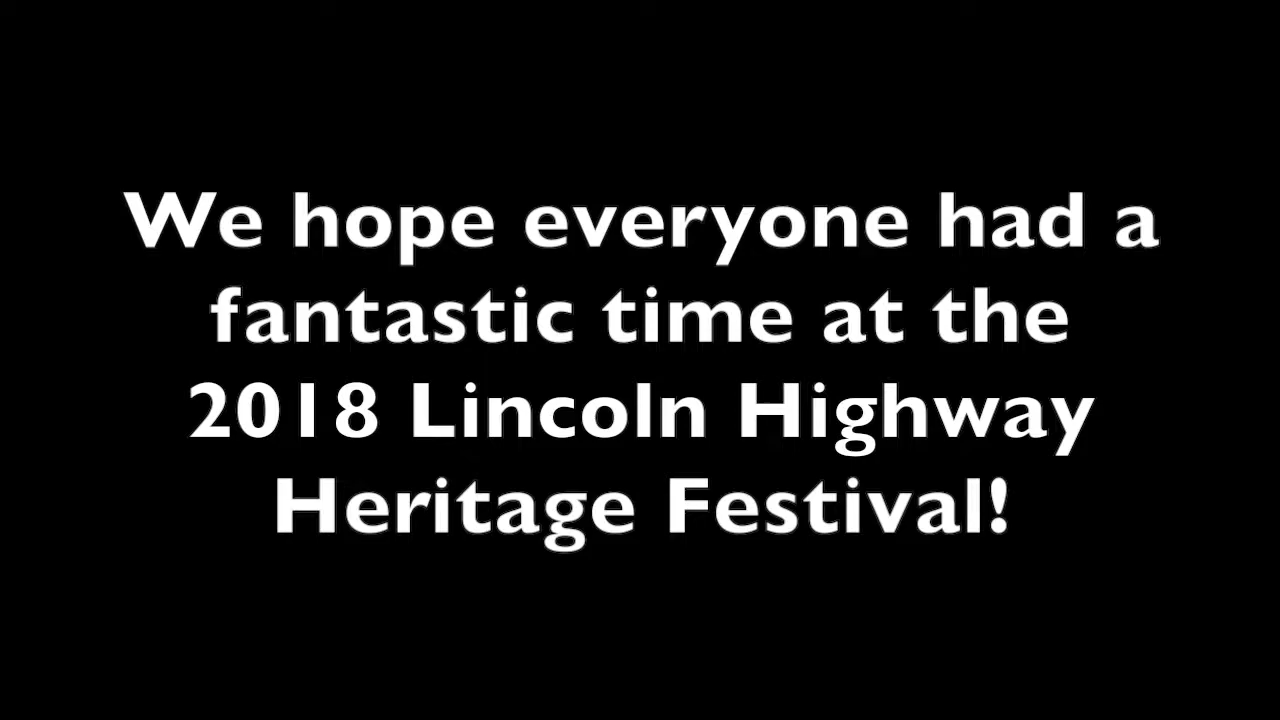 We hope everyone had a
fantastic time at the
2018 Lincoln Highway
Heritage Festival!